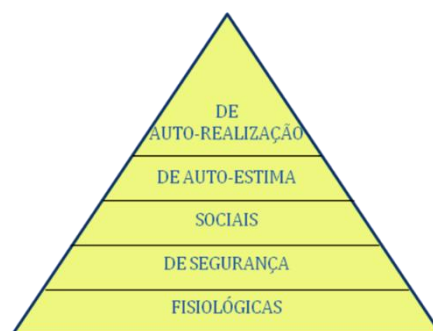 DE
AUTO-REALIZAÇÃO
DE AUTO-ESTIMA
SOCIAIS
DE SEGURANÇA
FISIOLÓGICAS